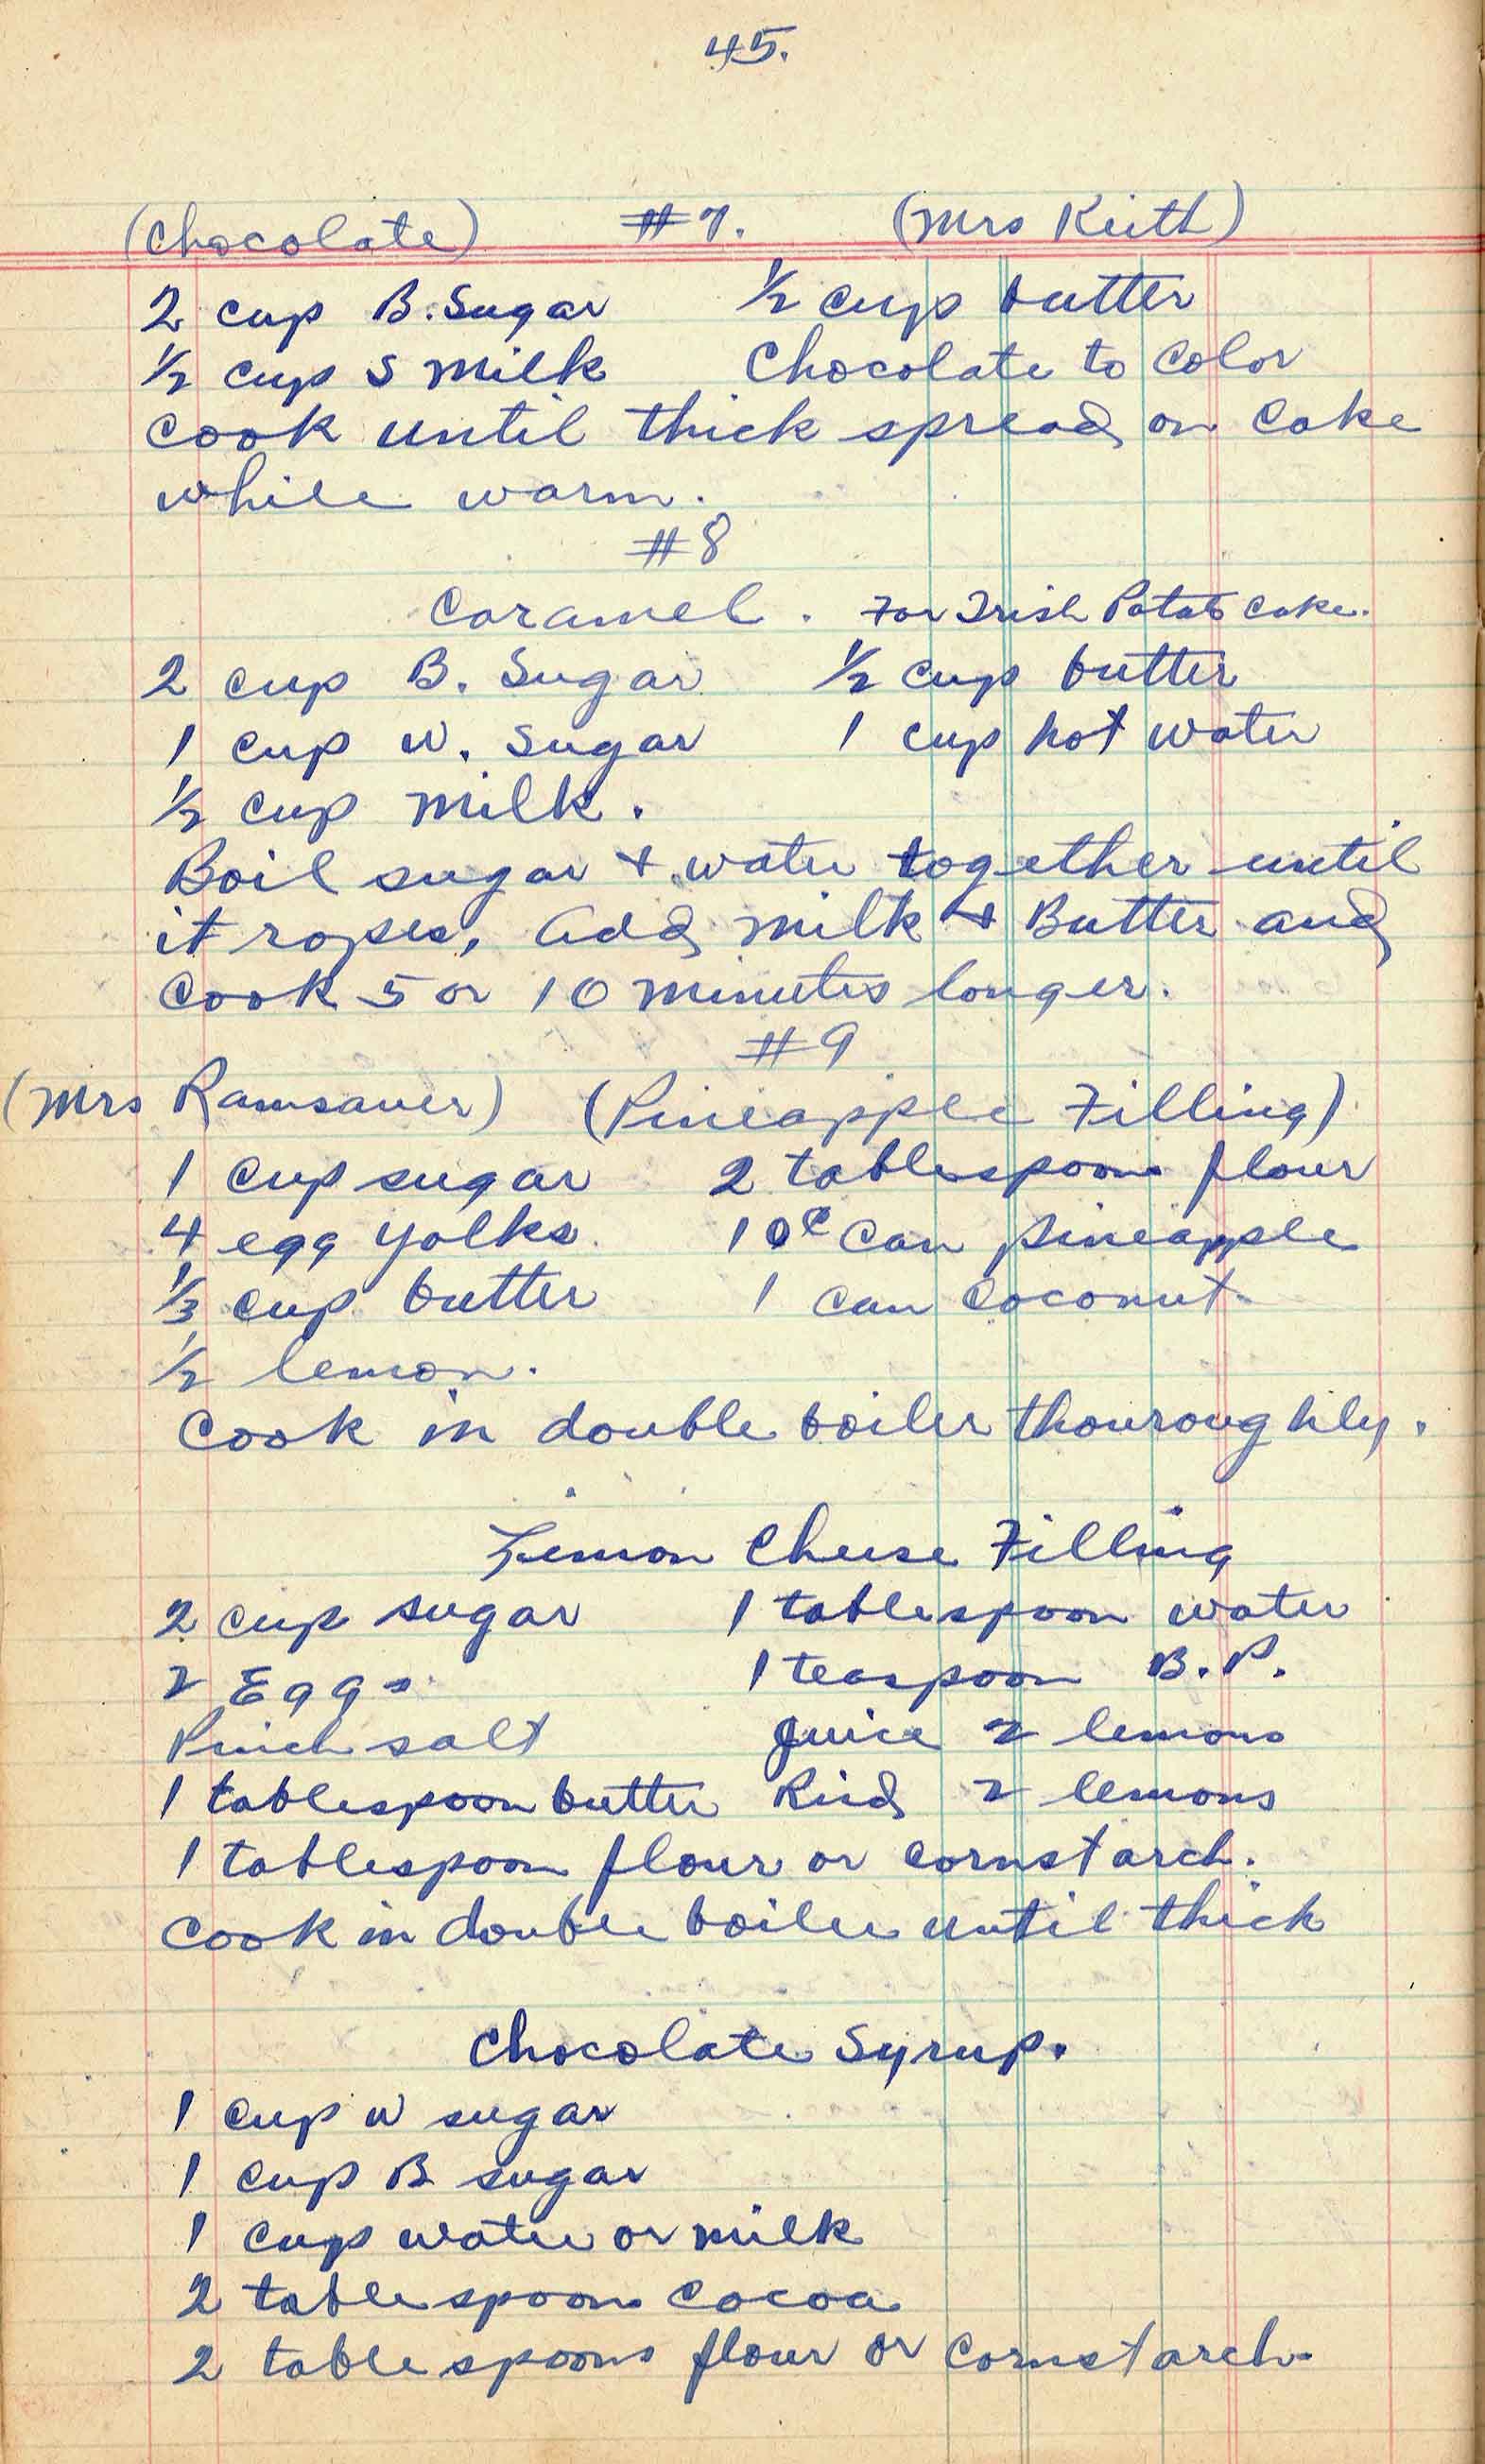 45.
(Chocolate) #7. (Mrs Keith)
2 cup B. Sugar ½ cup butter
½ cup S Milk Chocolate to Color
Cook until thick spread on Cake
while warm.
#8
Caramel. For Irish Potato Cake.
2 cup B. Sugar ½ cup butter
1 cup W. Sugar 1 cup hot water
½ cup Milk.
Boil sugar + water together until
it ropes, add milk + Butter and
Cook 5 or 10 minutes longer.
#9
(Mrs Ramsauer) (Pineapple Filling)
1 Cup sugar 2 tablespoons flour
4 egg yolks 10¢ Can pineapple
⅓ cup butter 1 can Coconut
½ lemon.
Cook in double boiler thouroughly.
Lemon Cheese Filling
2 cup sugar 1 tablespoon water
2 Eggs 1 teaspoon B.P.
Pinch salt Juice 2 lemons
1 tablespoon butter Rind 2 lemons
1 tablespoon flour or cornstarch.
Cook in double boiler until thick
Chocolate Syrup.
1 cup W sugar
1 cup B sugar
1 cup water or milk
2 tablespoons Cocoa
2 tablespoons flour or Cornstarch.